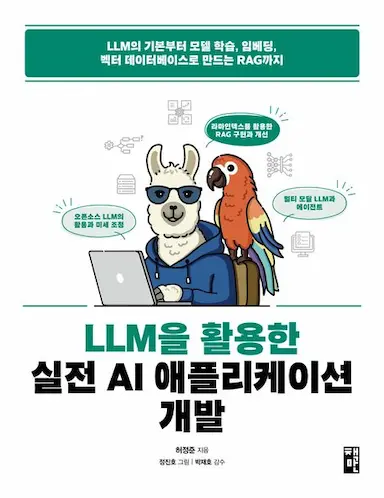 LLM의 기본부터 모델 학습, 임베딩,
벡터 데이터베이스로 만드는 RAG까지
라마인덱스를 활용한
RAG 구현과 개선
멀티 모달 LLM과
에이전트
오픈소스 LLM의
활용과 미세 조정
LLM을 활용한
실전 AI 애플리케이션
개발
허정준 지음
정진호 그림 | 박재호 감수
책만